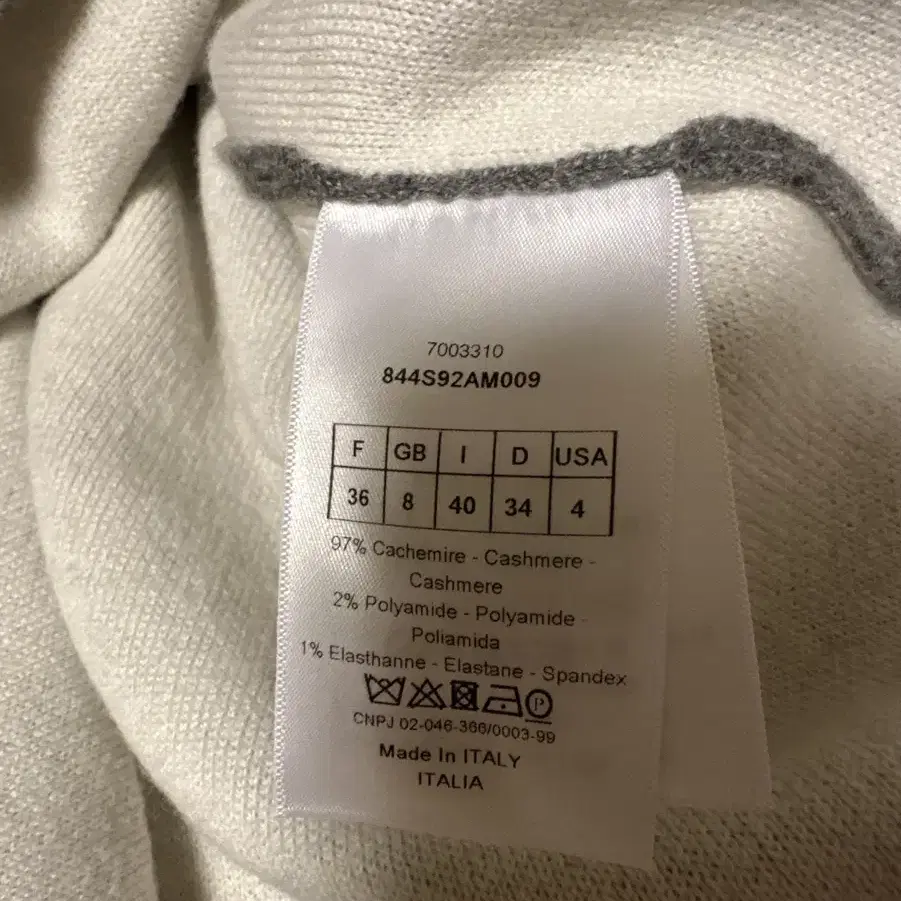 7003310
844S92AM009
F GB I D USA
36 8 40 34 4
97% Cachemire - Cashmere -
Cashmere
2% Polyamide - Polyamide -
Poliamida
1% Elasthanne - Elastane - Spandex
P
CNPJ 02-046-366/0003-99
Made In ITALY
ITALIA